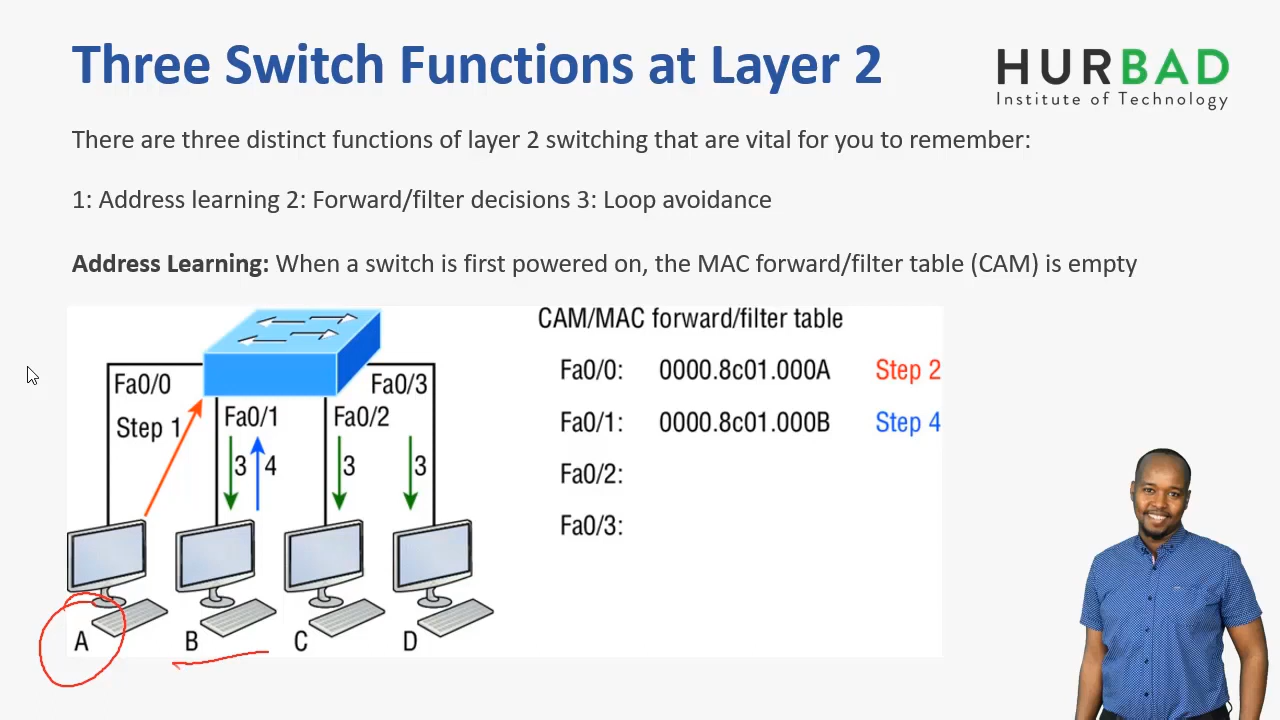 Three Switch Functions at Layer 2
HURBAD
Institute of Technology
There are three distinct functions of layer 2 switching that are vital for you to remember:
1: Address learning 2: Forward/filter decisions 3: Loop avoidance
Address Learning: When a switch is first powered on, the MAC forward/filter table (CAM) is empty
CAM/MAC forward/filter table
Fa0/0: 0000.8c01.000A Step 2
Fa0/1: 0000.8c01.000B Step 4
Fa0/2:
Fa0/3:
Fa0/0 Fa0/3
Step 1 Fa0/1 Fa0/2
3 4 3 3
A B C D